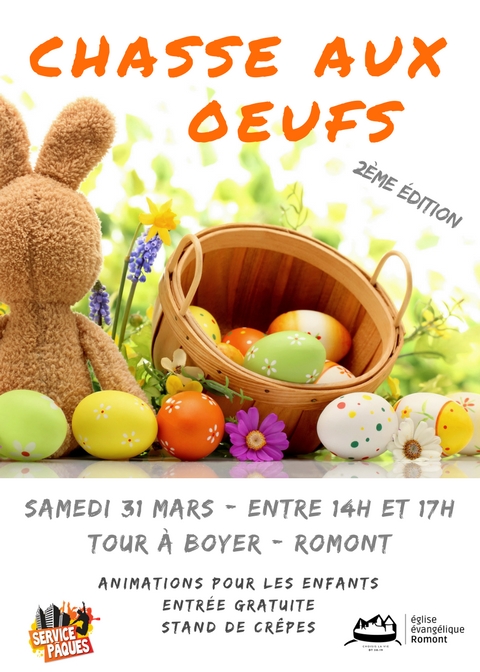 CHASSE AUX
OEUFS
2ÈME ÉDITION
SAMEDI 31 MARS - ENTRE 14H ET 17H
TOUR À BOYER - ROMONT
ANIMATIONS POUR LES ENFANTS
ENTRÉE GRATUITE
STAND DE CRÊPES
SERVICE
PÂQUES
église
évangélique
Romont